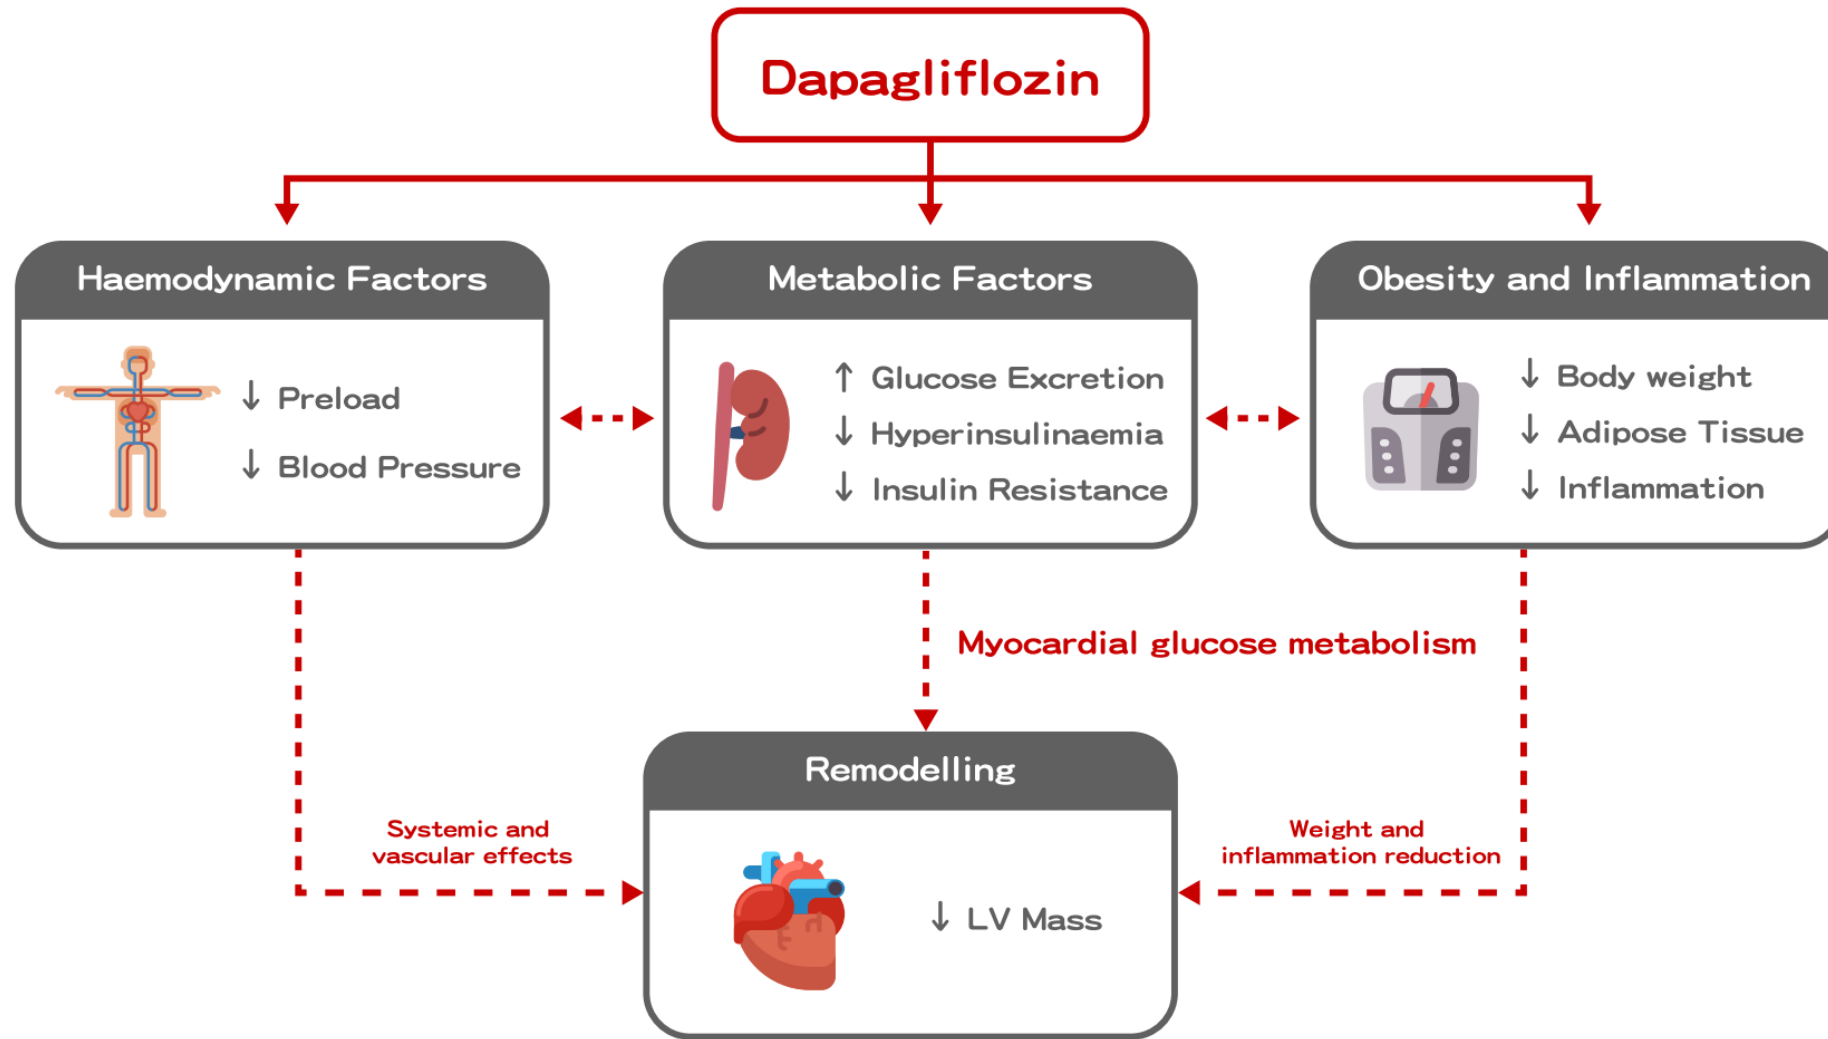 Dapagliflozin
Haemodynamic Factors
↓ Preload
↓ Blood Pressure
Metabolic Factors
↑ Glucose Excretion
↓ Hyperinsulinaemia
↓ Insulin Resistance
Obesity and Inflammation
↓ Body weight
↓ Adipose Tissue
↓ Inflammation
Myocardial glucose metabolism
Systemic and
vascular effects
Weight and
inflammation reduction
Remodelling
↓ LV Mass